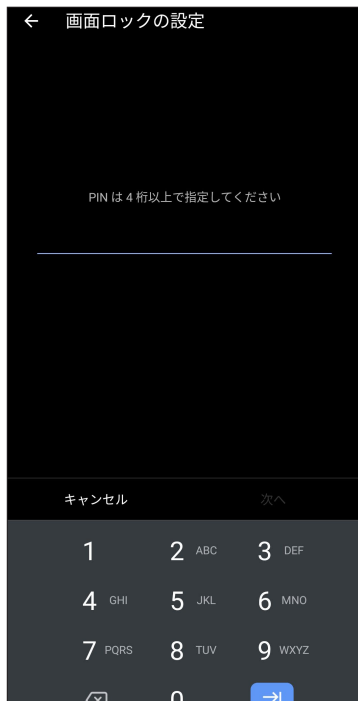 画面ロックの設定
PIN は 4 桁以上で指定してください
キャンセル 次へ
1 2 ABC 3 DEF
4 GHI 5 JKL 6 MNO
7 PQRS 8 TUV 9 WXYZ
0